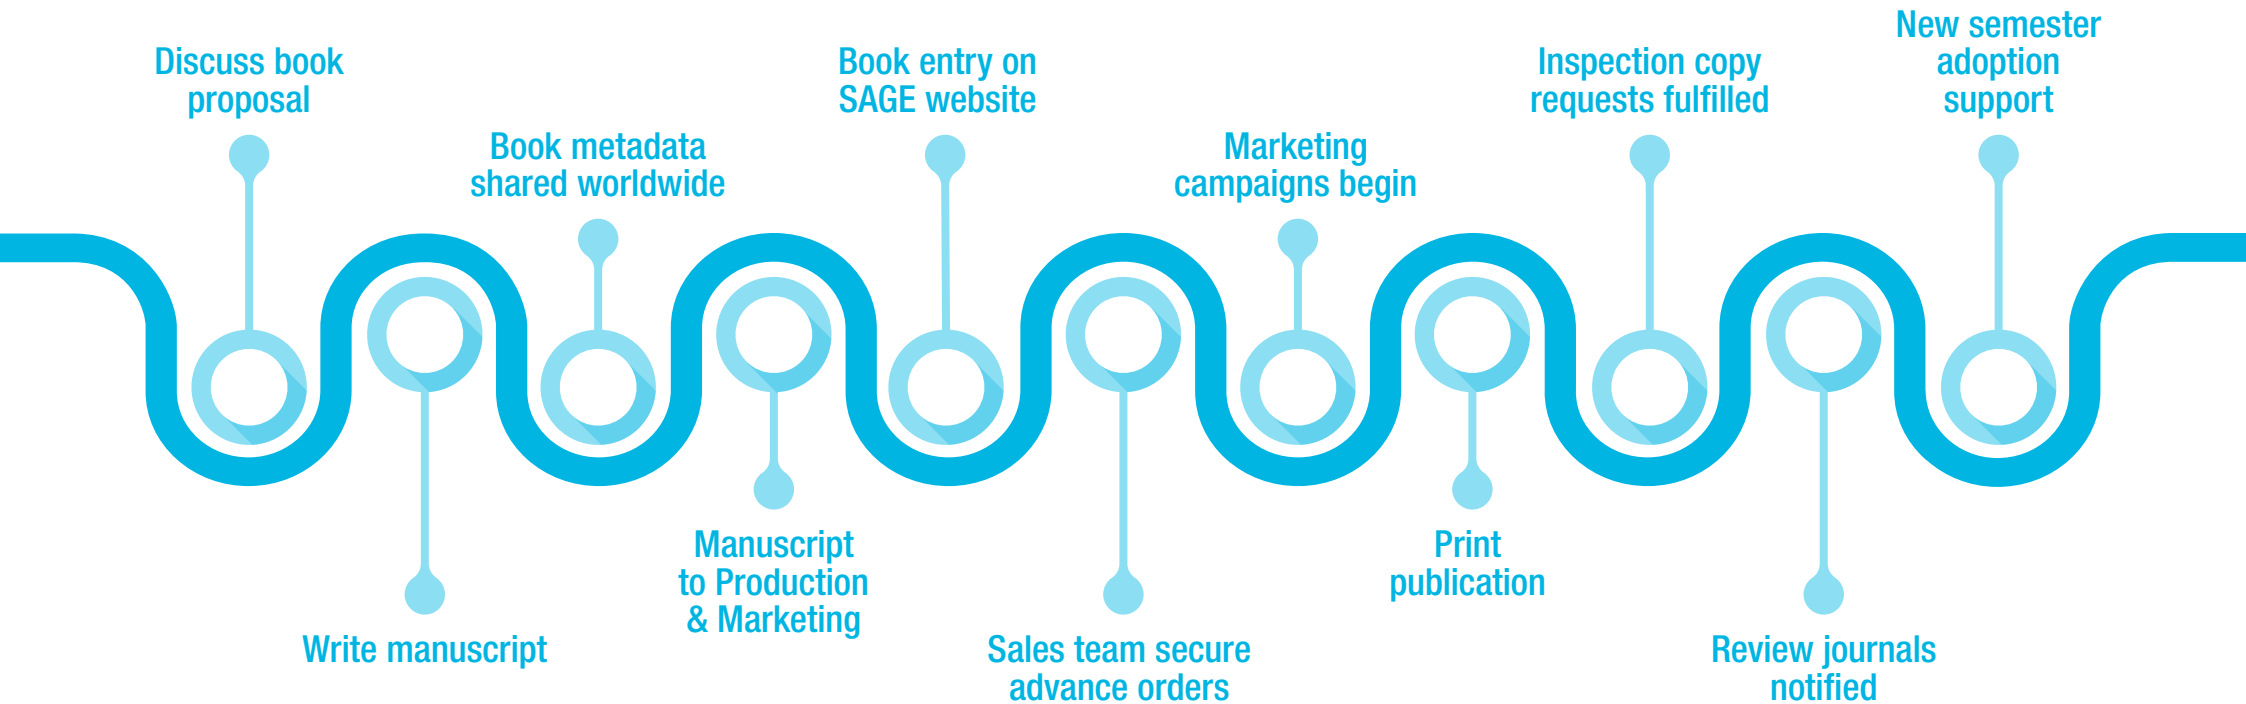 Discuss book
proposal
Write manuscript
Book metadata
shared worldwide
Manuscript
to Production
& Marketing
Book entry on
SAGE website
Sales team secure
advance orders
Marketing
campaigns begin
Print
publication
Inspection copy
requests fulfilled
Review journals
notified
New semester
adoption
support